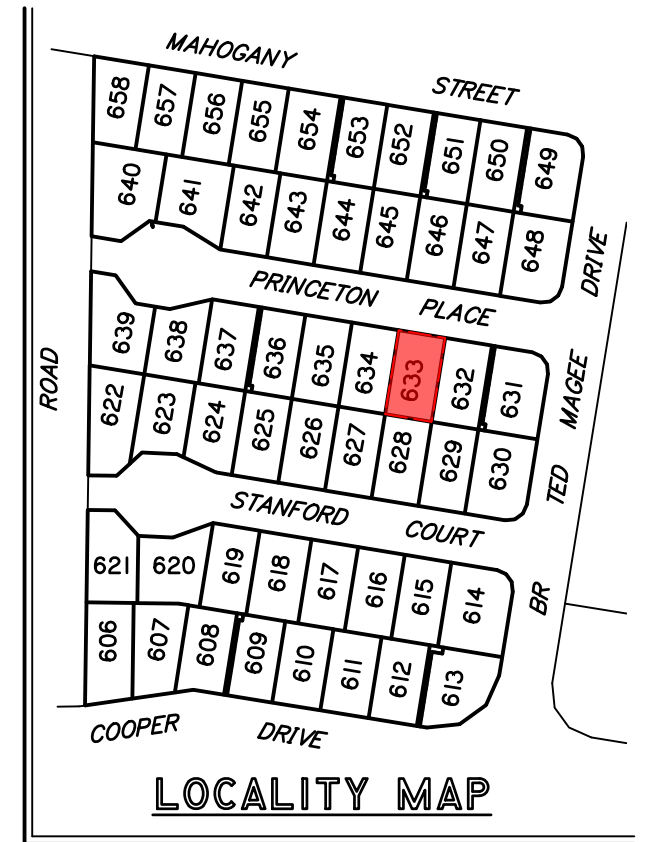 MAHOGANY STREET
658 657 656 655 654 653 652 651 650 649
640 641 642 643 644 645 646 647 648
DRIVE
PRINCETON PLACE
639 638 637 636 635 634 633 632 631
MAGEE
ROAD
622 623 624 625 626 627 628 629 630
TED
STANFORD COURT
621 620 619 618 617 616 615 614
BR
606 607 608 609 610 611 612 613
COOPER DRIVE
LOCALITY MAP